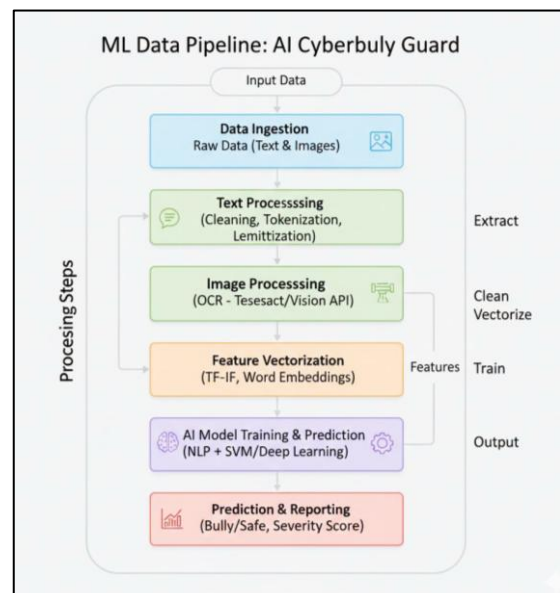 ML Data Pipeline: AI Cyberbuly Guard
Input Data
Data Ingestion
Raw Data (Text & Images)
Text Processsing
(Cleaning, Tokenization,
Lemittization)
Extract
Image Processsing
(OCR - Tesesact/Vision API)
Clean
Vectorize
Feature Vectorization
(TF-IF, Word Embeddings)
Features
Train
AI Model Training & Prediction
(NLP + SVM/Deep Learning)
Output
Prediction & Reporting
(Bully/Safe, Severity Score)
Procesing Steps